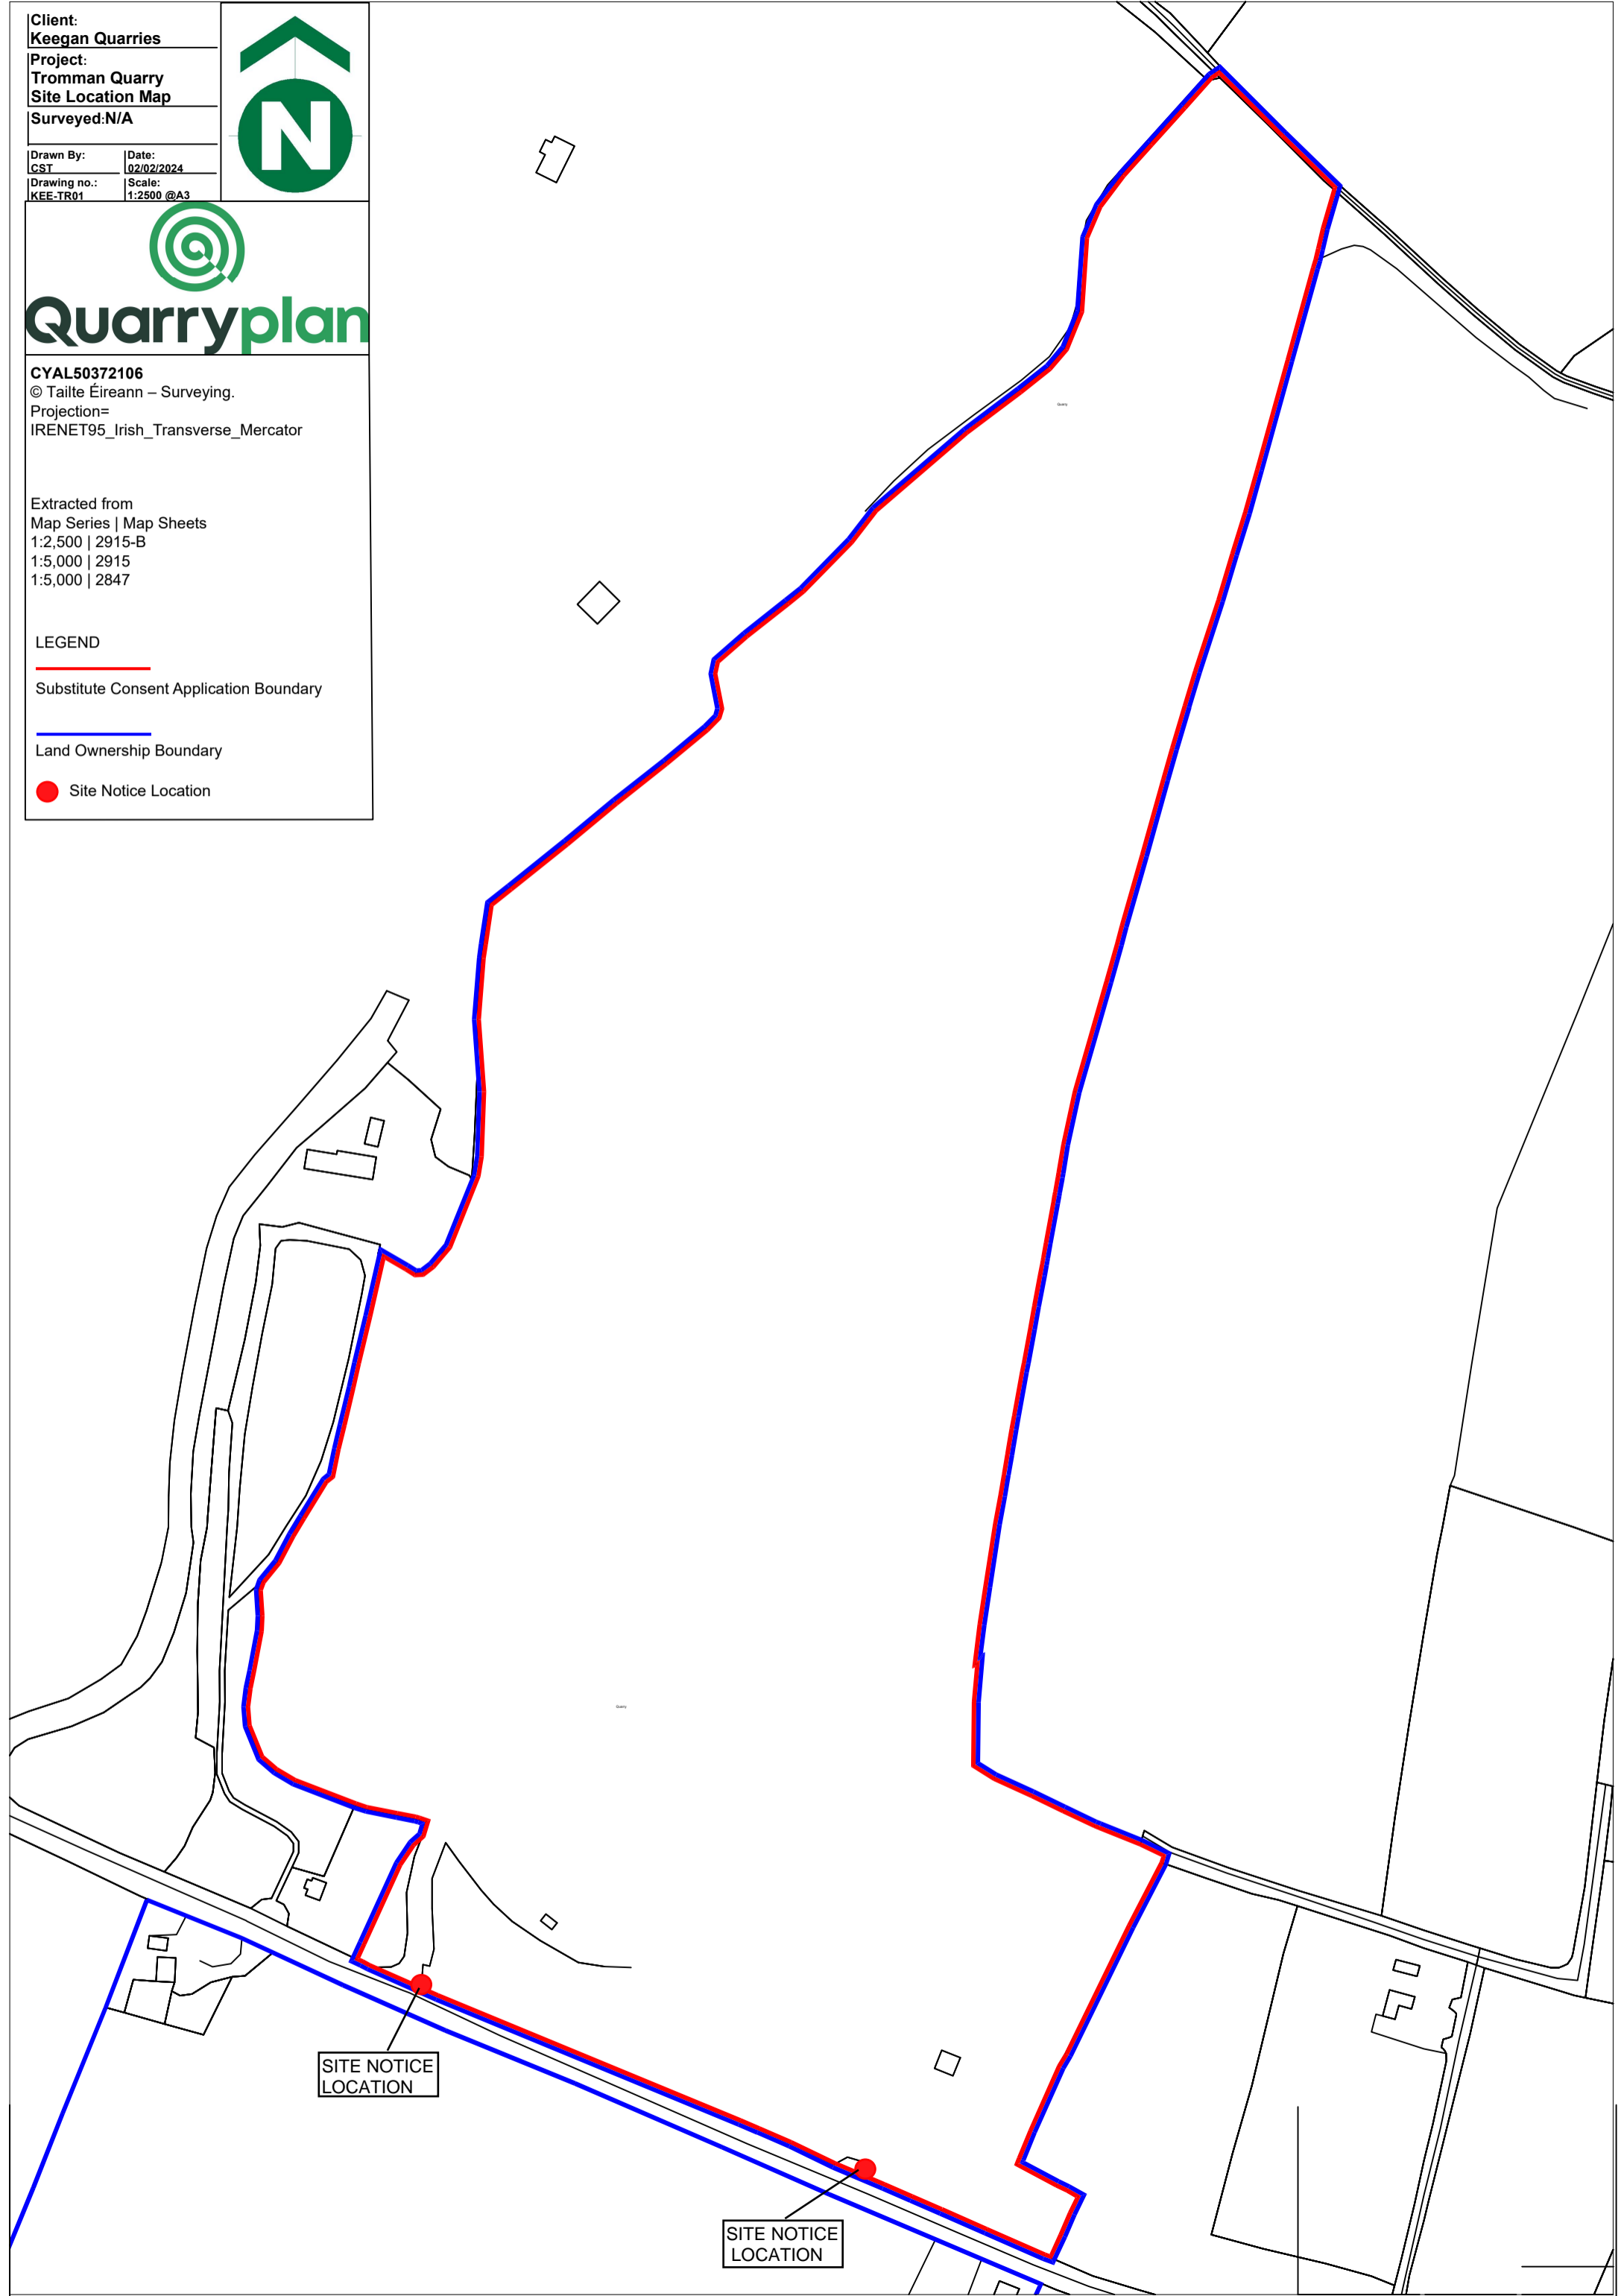 Client:
Keegan Quarries
Project:
Tromman Quarry
Site Location Map
Surveyed:N/A
Drawn By:
CST
Date:
02/02/2024
Drawing no.:
KEE-TR01
Scale:
1:2500 @A3
N
Quarryplan
CYAL50372106
© Tailte Éireann – Surveying.
Projection=
IRENET95_Irish_Transverse_Mercator
Extracted from
Map Series | Map Sheets
1:2,500 | 2915-B
1:5,000 | 2915
1:5,000 | 2847
LEGEND
Substitute Consent Application Boundary
Land Ownership Boundary
Site Notice Location
Quarry
Quarry
SITE NOTICE
LOCATION
SITE NOTICE
LOCATION